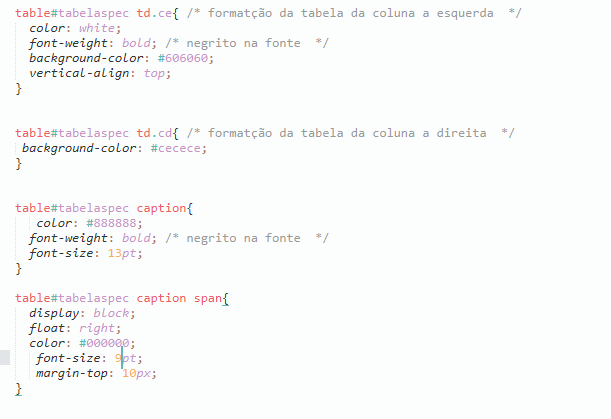 table#tabelaspec td.ce{ /* formatção da tabela da coluna a esquerda  */
color: white;
font-weight: bold; /* negrito na fonte  */
background-color: #606060;
vertical-align: top;
}
table#tabelaspec td.cd{ /* formatção da tabela da coluna a direita  */
background-color: #cecece;
}
table#tabelaspec caption{
color: #888888;
font-weight: bold; /* negrito na fonte  */
font-size: 13pt;
}
table#tabelaspec caption span{
display: block;
float: right;
color: #000000;
font-size: 9pt;
margin-top: 10px;
}